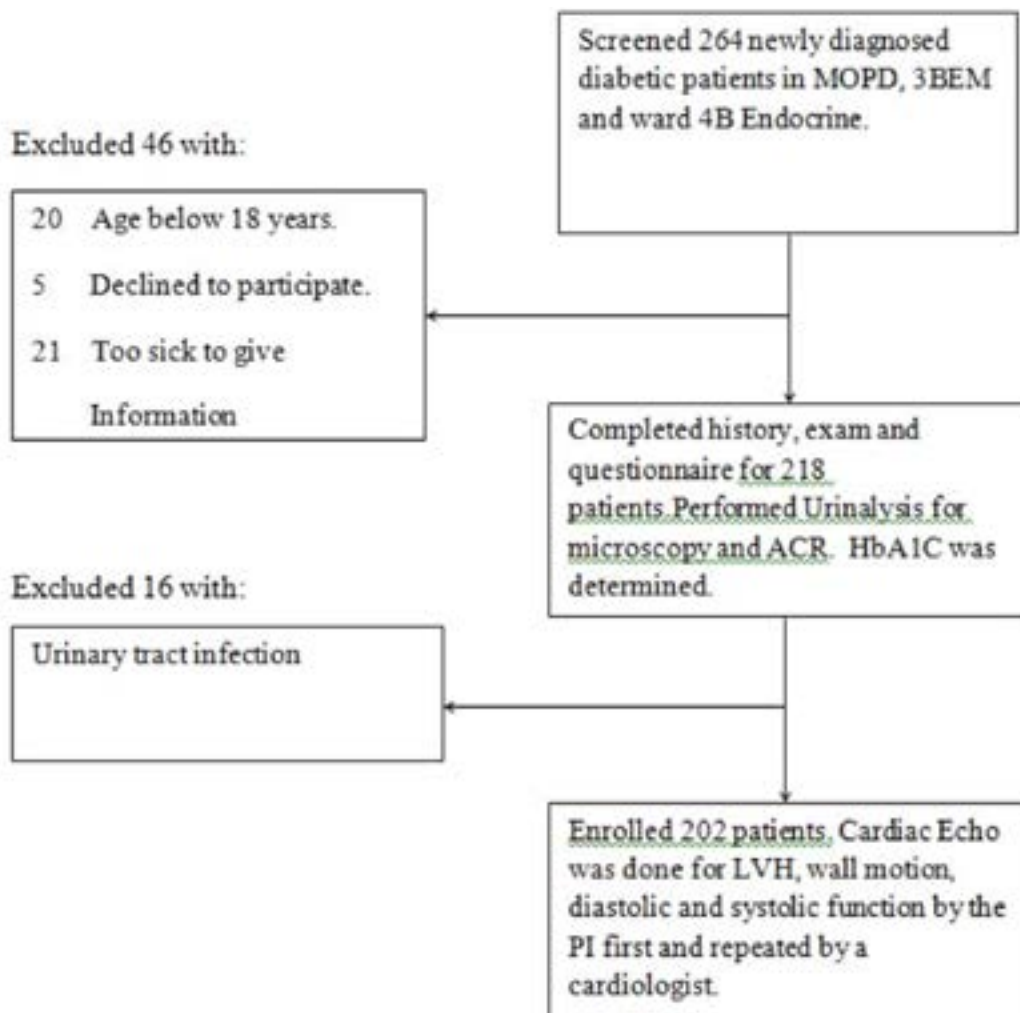 Screened 264 newly diagnosed
diabetic patients in MOPD, 3BEM
and ward 4B Endocrine.
Excluded 46 with:
20 Age below 18 years.
5 Declined to participate.
21 Too sick to give
Information
Completed history, exam and
questionnaire for 218
patients.Performed Urinalysis for
microscopy and ACR. HbA1C was
determined.
Excluded 16 with:
Urinary tract infection
Enrolled 202 patients. Cardiac Echo
was done for LVH, wall motion,
diastolic and systolic function by the
PI first and repeated by a
cardiologist.